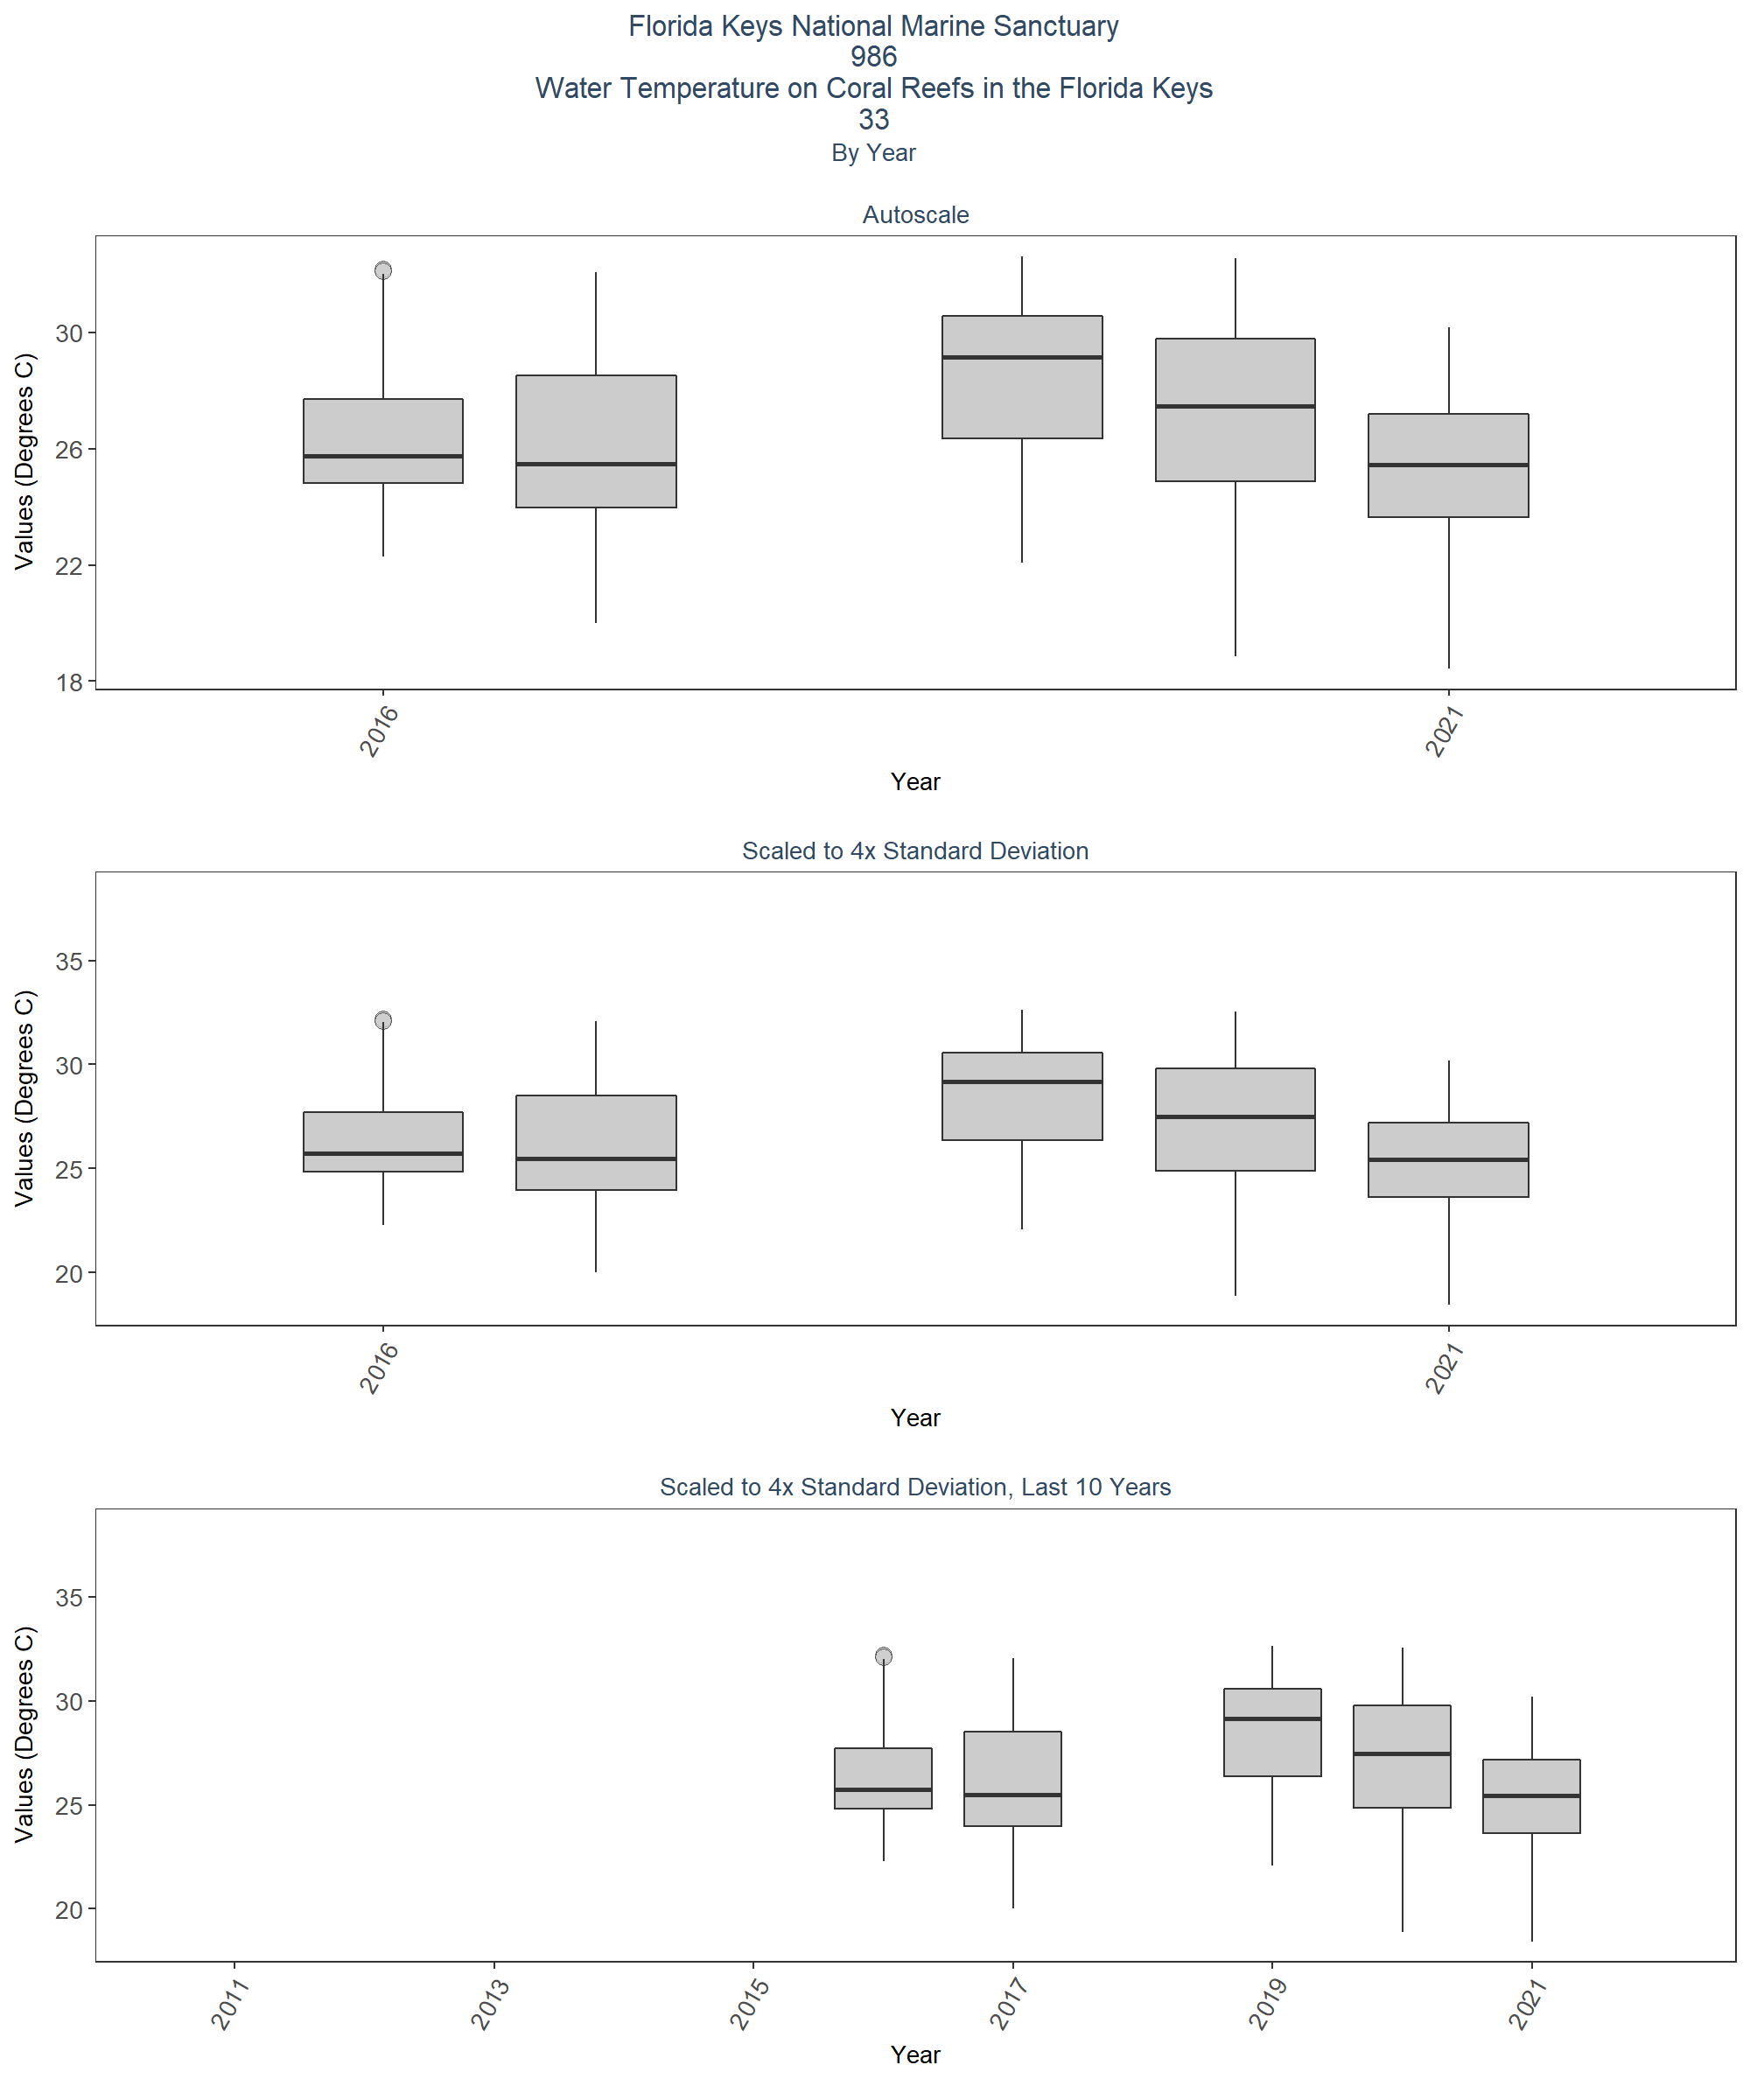 Florida Keys National Marine Sanctuary
986
Water Temperature on Coral Reefs in the Florida Keys
33
By Year
Autoscale
Values (Degrees C)
30
26
22
18
2016
2021
Year
Scaled to 4x Standard Deviation
Values (Degrees C)
35
30
25
20
2016
2021
Year
Scaled to 4x Standard Deviation, Last 10 Years
Values (Degrees C)
35
30
25
20
2011
2013
2015
2017
2019
2021
Year